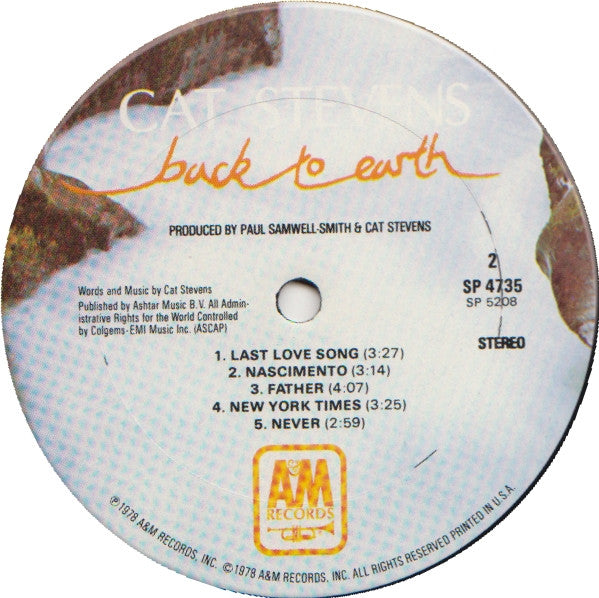 CAT STEVENS
back to earth
PRODUCED BY PAUL SAMWELL-SMITH & CAT STEVENS
2
SP 4735
SP 5208
STEREO
Words and Music by Cat Stevens
Published by Ashtar Music B.V. All Admin-
istrative Rights for the World Controlled
by Colgems-EMI Music Inc. (ASCAP)
1. LAST LOVE SONG (3:27)
2. NASCIMENTO (3:14)
3. FATHER (4:07)
4. NEW YORK TIMES (3:25)
5. NEVER (2:59)
A&M
RECORDS
℗1978 A&M RECORDS, INC. ©1978 A&M RECORDS, INC. ALL RIGHTS RESERVED PRINTED IN U.S.A.